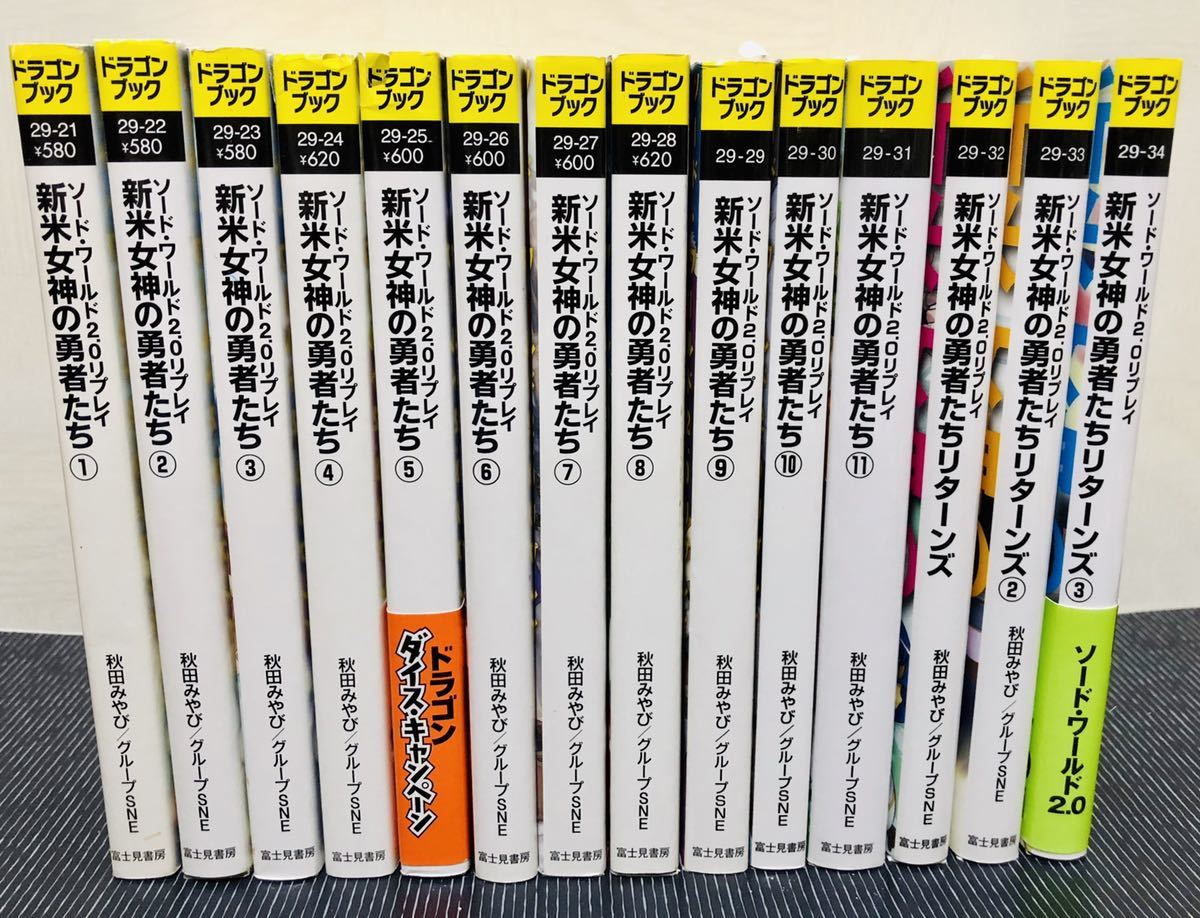 ドラゴン
ブック
29-21
¥580
ソード・ワールド2.0リプレイ
新米女神の勇者たち①
秋田みやび/グループSNE
富士見書房
ドラゴン
ブック
29-22
¥580
ソード・ワールド2.0リプレイ
新米女神の勇者たち②
秋田みやび/グループSNE
富士見書房
ドラゴン
ブック
29-23
¥580
ソード・ワールド2.0リプレイ
新米女神の勇者たち③
秋田みやび/グループSNE
富士見書房
ドラゴン
ブック
29-24
¥620
ソード・ワールド2.0リプレイ
新米女神の勇者たち④
秋田みやび/グループSNE
富士見書房
ドラゴン
ブック
29-25
¥600
ソード・ワールド2.0リプレイ
新米女神の勇者たち⑤
ドラゴン
ダイス・キャンペーン
ドラゴン
ブック
29-26
¥600
ソード・ワールド2.0リプレイ
新米女神の勇者たち⑥
秋田みやび/グループSNE
富士見書房
ドラゴン
ブック
29-27
¥600
ソード・ワールド2.0リプレイ
新米女神の勇者たち⑦
秋田みやび/グループSNE
富士見書房
ドラゴン
ブック
29-28
¥620
ソード・ワールド2.0リプレイ
新米女神の勇者たち⑧
秋田みやび/グループSNE
富士見書房
ドラゴン
ブック
29-29
ソード・ワールド2.0リプレイ
新米女神の勇者たち⑨
秋田みやび/グループSNE
富士見書房
ドラゴン
ブック
29-30
ソード・ワールド2.0リプレイ
新米女神の勇者たち⑩
秋田みやび/グループSNE
富士見書房
ドラゴン
ブック
29-31
ソード・ワールド2.0リプレイ
新米女神の勇者たち⑪
秋田みやび/グループSNE
富士見書房
ドラゴン
ブック
29-32
ソード・ワールド2.0リプレイ
新米女神の勇者たちリターンズ
秋田みやび/グループSNE
富士見書房
ドラゴン
ブック
29-33
ソード・ワールド2.0リプレイ
新米女神の勇者たちリターンズ②
秋田みやび/グループSNE
富士見書房
ドラゴン
ブック
29-34
ソード・ワールド2.0リプレイ
新米女神の勇者たちリターンズ③
ソード・ワールド2.0